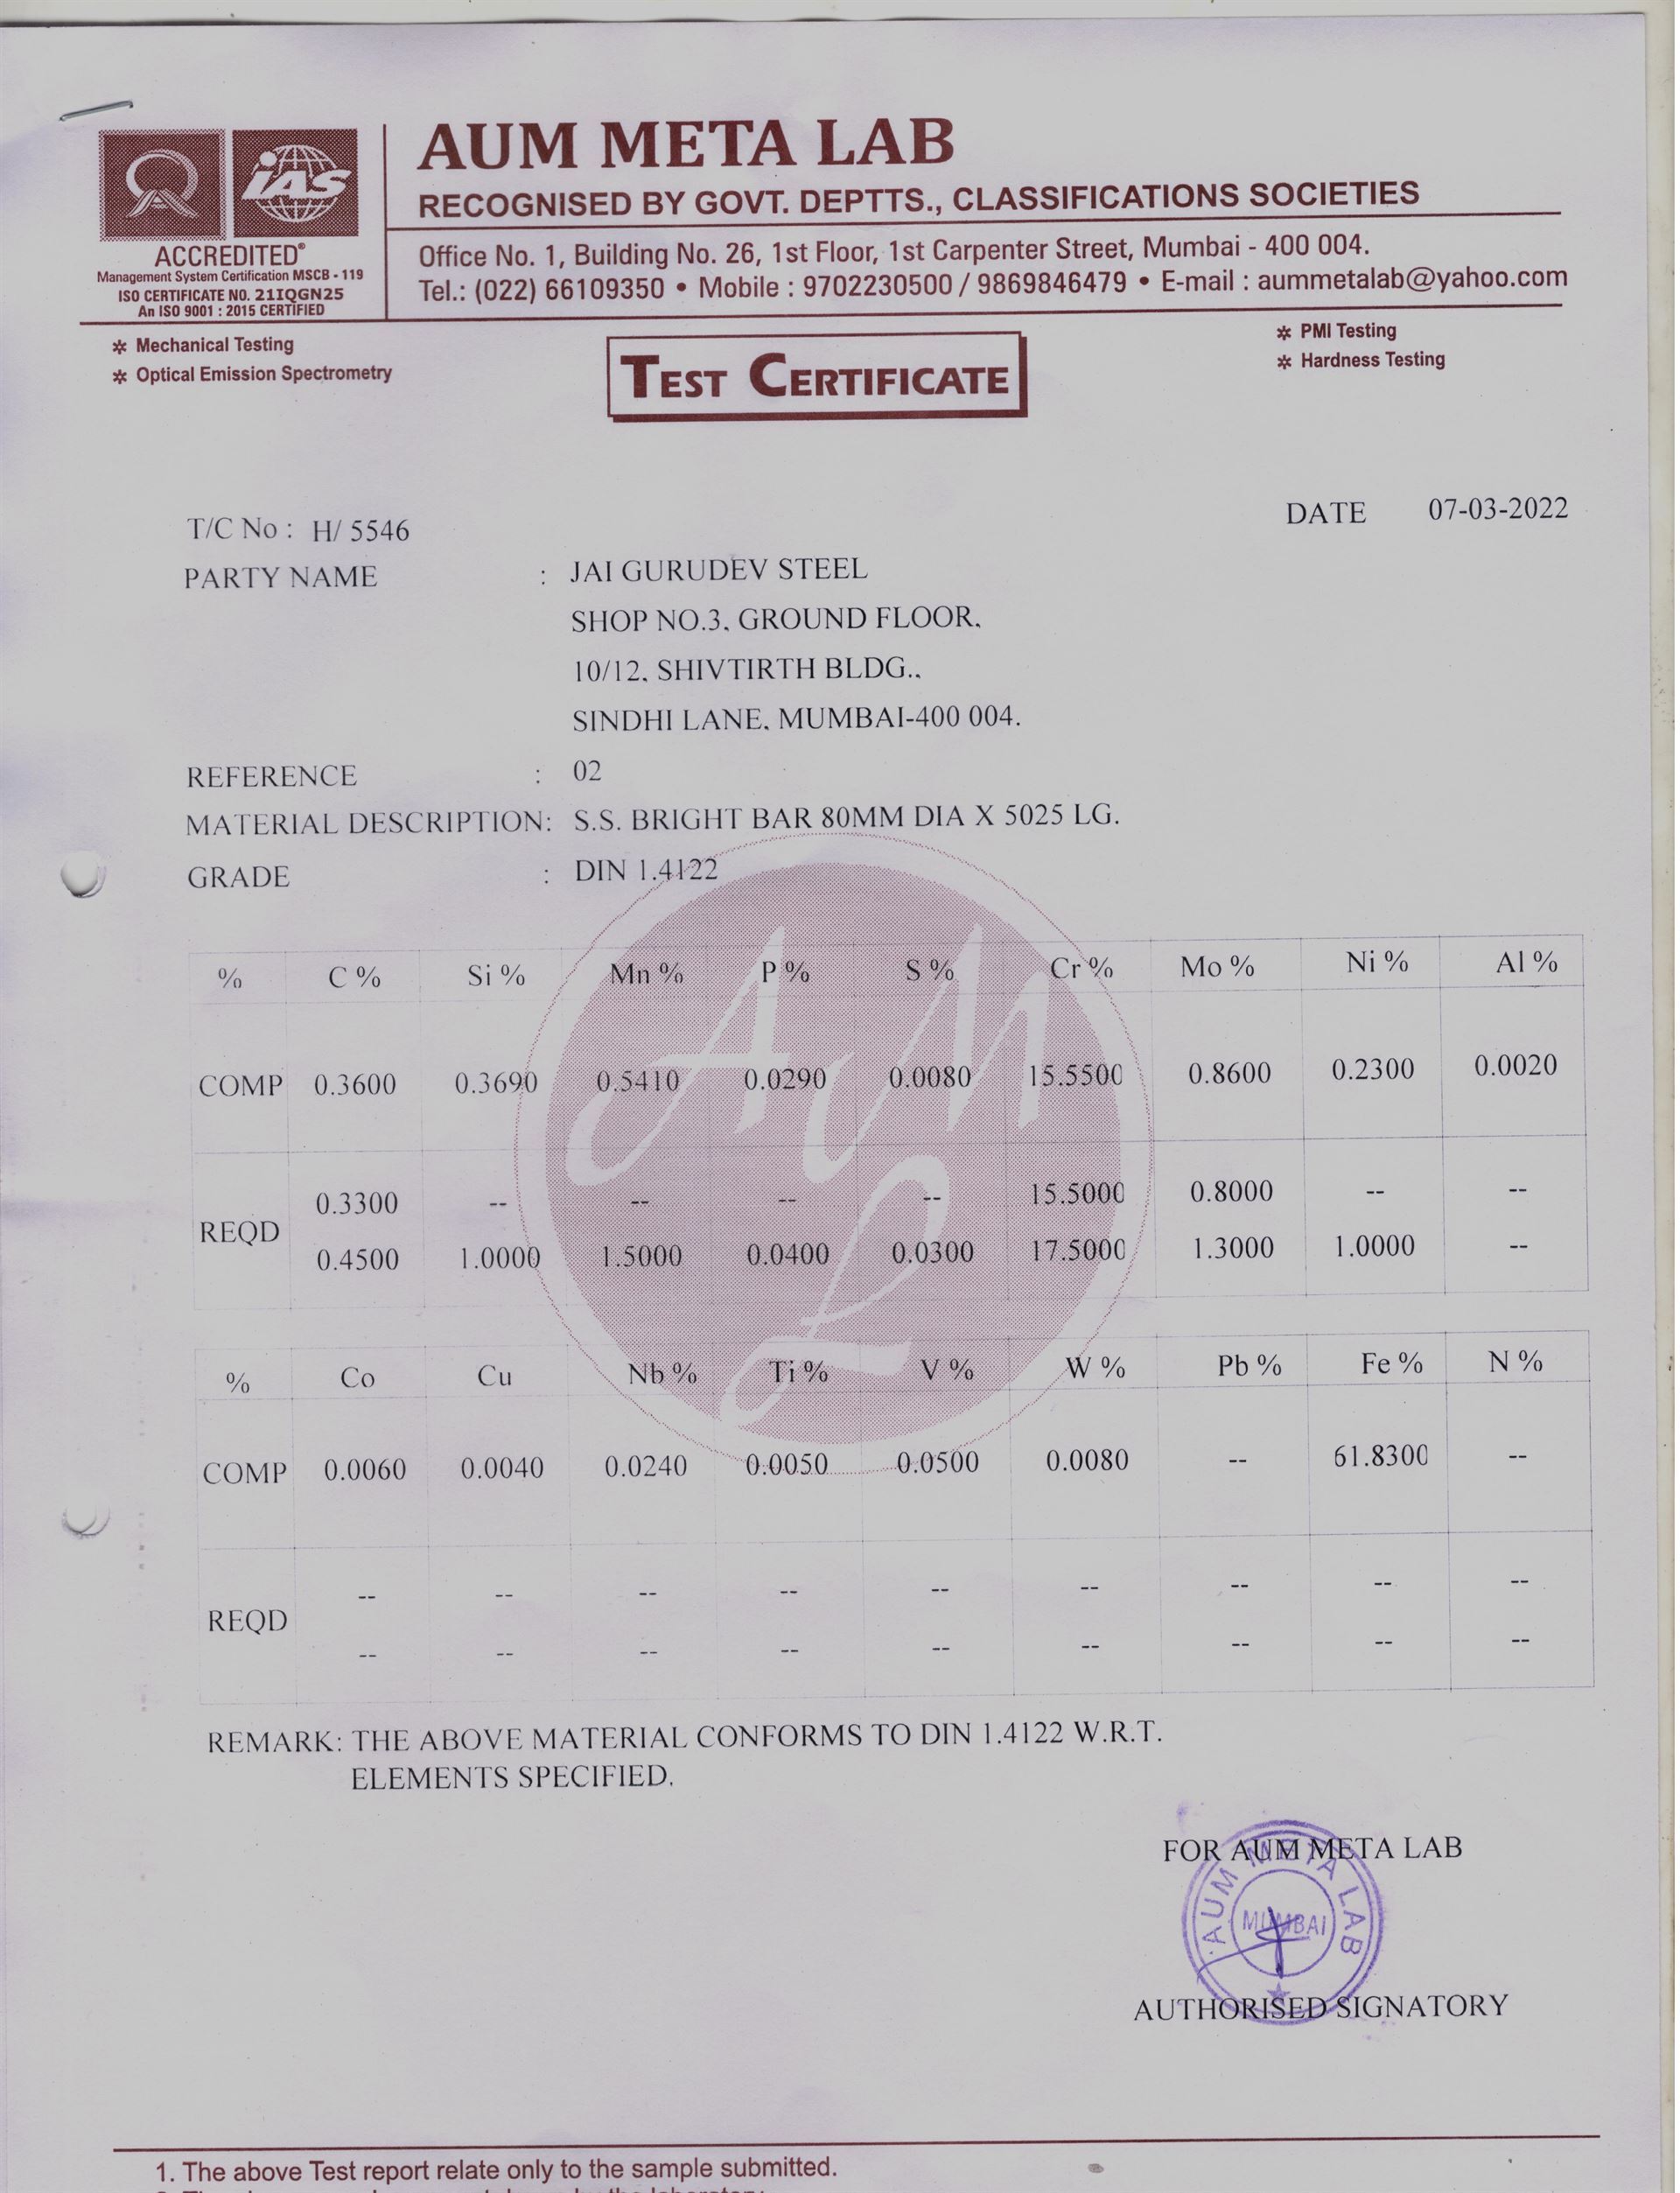 AUM META LAB
RECOGNISED BY GOVT. DEPTTS., CLASSIFICATIONS SOCIETIES
Office No. 1, Building No. 26, 1st Floor, 1st Carpenter Street, Mumbai - 400 004.
Tel.: (022) 66109350 • Mobile : 9702230500 / 9869846479 • E-mail : aummetalab@yahoo.com
IAS
ACCREDITED®
Management System Certification MSCB - 119
ISO CERTIFICATE NO. 21IQGN25
An ISO 9001 : 2015 CERTIFIED
* Mechanical Testing
* Optical Emission Spectrometry
TEST CERTIFICATE
* PMI Testing
* Hardness Testing
T/C No : H/ 5546
DATE 07-03-2022
PARTY NAME : JAI GURUDEV STEEL
SHOP NO.3, GROUND FLOOR,
10/12, SHIVTIRTH BLDG.,
SINDHI LANE, MUMBAI-400 004.
REFERENCE : 02
MATERIAL DESCRIPTION: S.S. BRIGHT BAR 80MM DIA X 5025 LG.
GRADE : DIN 1.4122
% C % Si % Mn % P % S % Cr % Mo % Ni % Al %
COMP 0.3600 0.3690 0.5410 0.0290 0.0080 15.5500 0.8600 0.2300 0.0020
REQD 0.3300 -- -- -- -- 15.5000 0.8000 -- --
0.4500 1.0000 1.5000 0.0400 0.0300 17.5000 1.3000 1.0000 --
% Co Cu Nb % Ti % V % W % Pb % Fe % N %
COMP 0.0060 0.0040 0.0240 0.0050 0.0500 0.0080 -- 61.8300 --
REQD -- -- -- -- -- -- -- -- --
-- -- -- -- -- -- -- -- --
AML
REMARK: THE ABOVE MATERIAL CONFORMS TO DIN 1.4122 W.R.T.
ELEMENTS SPECIFIED.
FOR AUM META LAB
AUM META LAB
MUMBAI
AUTHORISED SIGNATORY
1. The above Test report relate only to the sample submitted.